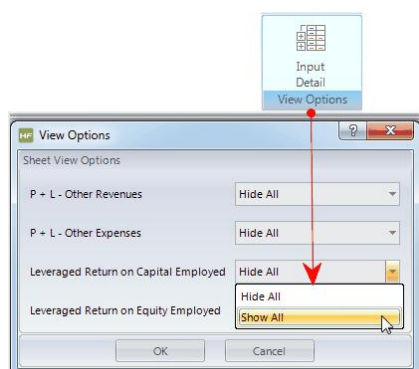 Input
Detail
View Options
HF View Options ? X
Sheet View Options
P + L - Other Revenues Hide All
P + L - Other Expenses Hide All
Leveraged Return on Capital Employed Hide All
Hide All
Leveraged Return on Equity Employed Show All
OK Cancel